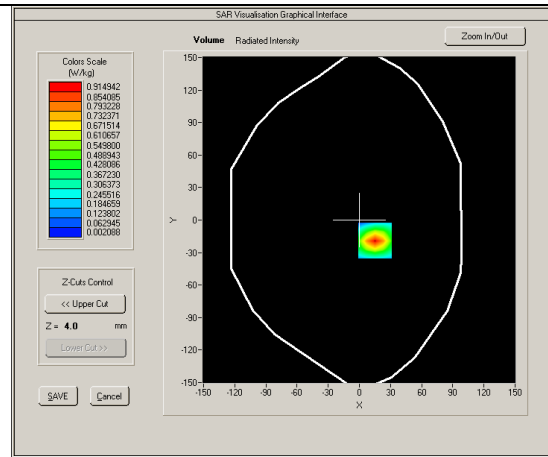 SAR Visualisation Graphical Interface
Volume Radiated Intensity
Zoom In/Out
Colors Scale
(W/kg)
0.914942
0.854085
0.793228
0.732371
0.671514
0.610657
0.549800
0.488943
0.428086
0.367230
0.306373
0.245516
0.184659
0.123802
0.062945
0.002088
Z-Cuts Control
<< Upper Cut
Z = 4.0 mm
Lower Cut >>
SAVE Cancel
150-
120-
90-
60-
30-
0-
-30-
-60-
-90-
-120-
-150-
Y
-150 -120 -90 -60 -30 0 30 60 90 120 150
X